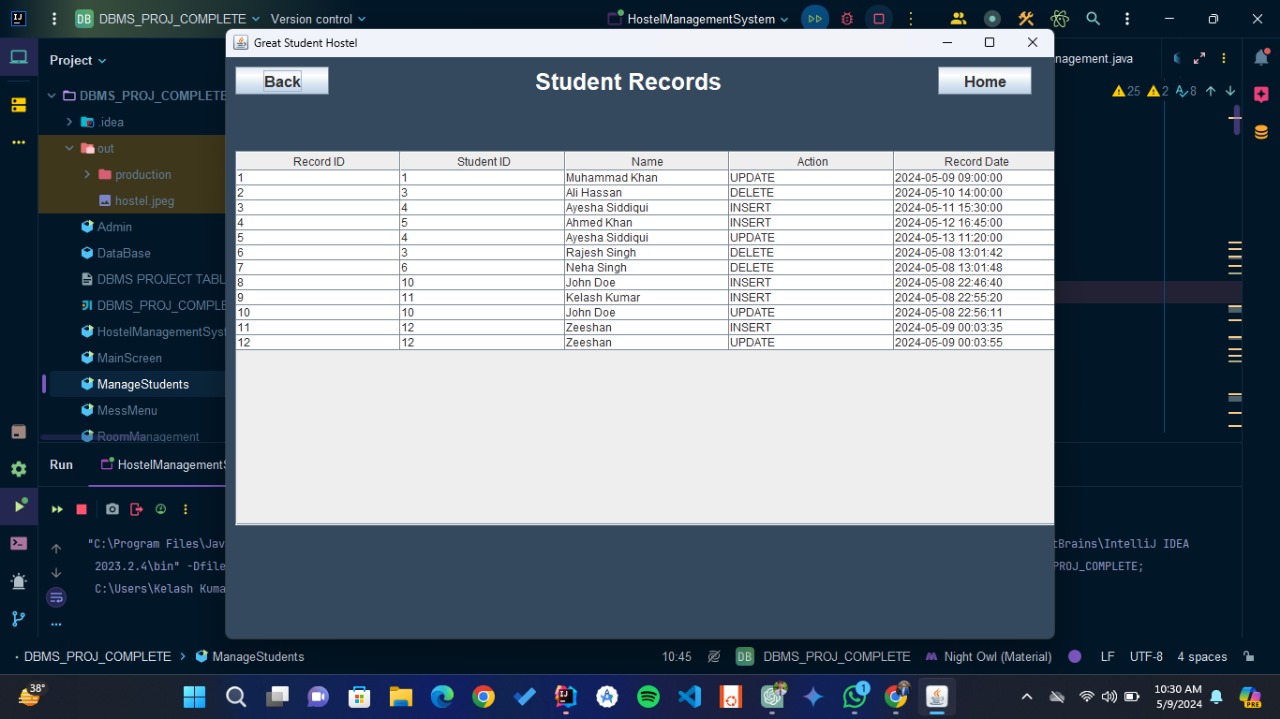 DB DBMS_PROJ_COMPLETE Version control HostelManagementSystem
Great Student Hostel
Project
nagement.java
Back Student Records Home
25 2 8
DBMS_PROJ_COMPLETE
.idea
out
production
hostel.jpeg
Admin
DataBase
DBMS PROJECT TABL
DBMS_PROJ_COMPLE
HostelManagementSyst
MainScreen
ManageStudents
MessMenu
RoomManagement
Record ID Student ID Name Action Record Date
1 1 Muhammad Khan UPDATE 2024-05-09 09:00:00
2 3 Ali Hassan DELETE 2024-05-10 14:00:00
3 4 Ayesha Siddiqui INSERT 2024-05-11 15:30:00
4 5 Ahmed Khan INSERT 2024-05-12 16:45:00
5 4 Ayesha Siddiqui UPDATE 2024-05-13 11:20:00
6 3 Rajesh Singh DELETE 2024-05-08 13:01:42
7 6 Neha Singh DELETE 2024-05-08 13:01:48
8 10 John Doe INSERT 2024-05-08 22:46:40
9 11 Kelash Kumar INSERT 2024-05-08 22:55:20
10 10 John Doe UPDATE 2024-05-08 22:56:11
11 12 Zeeshan INSERT 2024-05-09 00:03:35
12 12 Zeeshan UPDATE 2024-05-09 00:03:55
Run HostelManagementS
"C:\Program Files\Jav tBrains\IntelliJ IDEA
2023.2.4\bin" -Dfile PROJ_COMPLETE;
C:\Users\Kelash Kuma
DBMS_PROJ_COMPLETE > ManageStudents 10:45 DB DBMS_PROJ_COMPLETE Night Owl (Material) LF UTF-8 4 spaces
38° 1 10:30 AM
5/9/2024
PRE